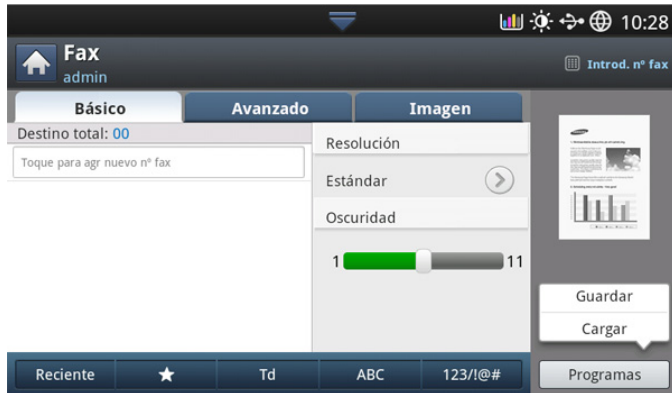 10:28
Fax
admin
Introd. nº fax
Básico
Avanzado
Imagen
Destino total: 00
Toque para agr nuevo nº fax
Resolución
Estándar
Oscuridad
1
11
Guardar
Cargar
Reciente
Td
ABC
123/!@#
Programas